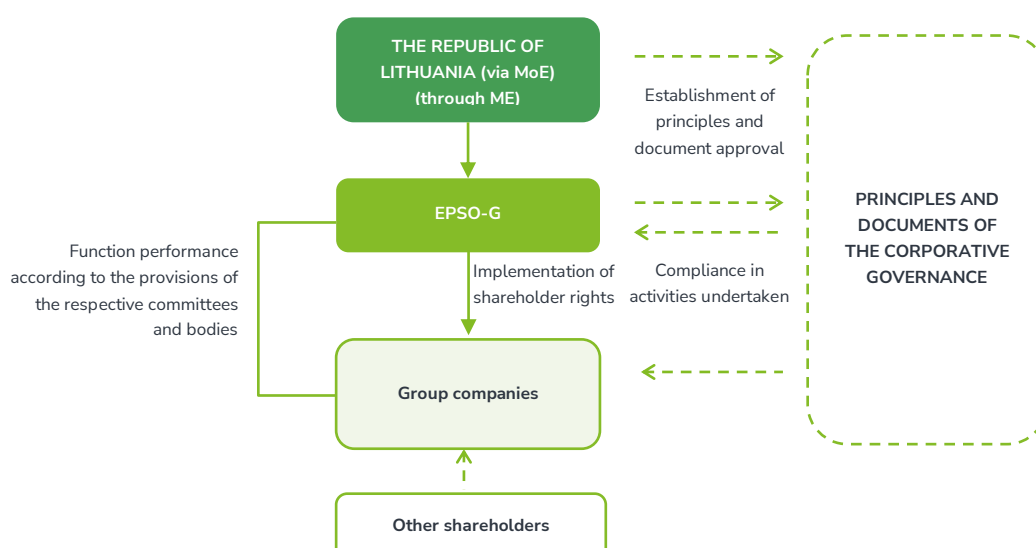 THE REPUBLIC OF
LITHUANIA (via MoE)
(through ME)
Establishment of
principles and
document approval
EPSO-G
PRINCIPLES AND
DOCUMENTS OF
THE CORPORATIVE
GOVERNANCE
Function performance
according to the provisions of
the respective committees
and bodies
Implementation of
shareholder rights
Compliance in
activities undertaken
Group companies
Other shareholders